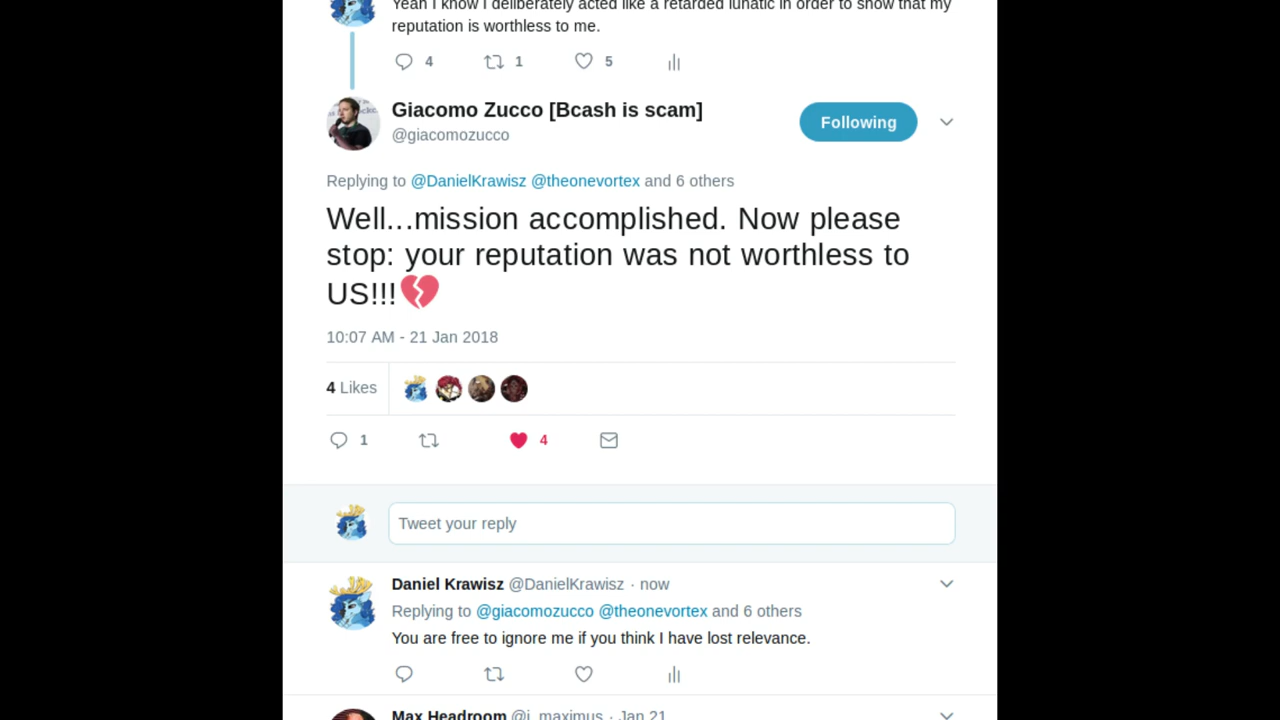 Yeah I know I deliberately acted like a retarded lunatic in order to show that my
reputation is worthless to me.
4 1 5
Giacomo Zucco [Bcash is scam]
@giacomozucco
Following
Replying to @DanielKrawisz @theonevortex and 6 others
Well...mission accomplished. Now please
stop: your reputation was not worthless to
US!!!💔
10:07 AM - 21 Jan 2018
4 Likes
1 4
Tweet your reply
Daniel Krawisz @DanielKrawisz · now
Replying to @giacomozucco @theonevortex and 6 others
You are free to ignore me if you think I have lost relevance.
Max Headroom @j_maximus · Jan 21